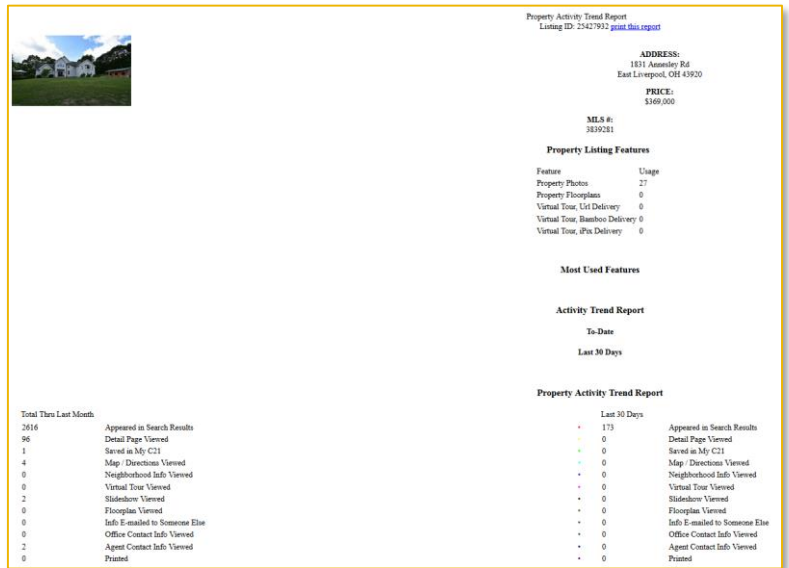 Property Activity Trend Report
Listing ID: 25427932 print this report
ADDRESS:
1831 Annesley Rd
East Liverpool, OH 43920
PRICE:
$369,000
MLS #:
3839281
Property Listing Features
Feature Usage
Property Photos 27
Property Floorplans 0
Virtual Tour, Url Delivery 0
Virtual Tour, Bamboo Delivery 0
Virtual Tour, iPix Delivery 0
Most Used Features
Activity Trend Report
To-Date
Last 30 Days
Property Activity Trend Report
Total Thru Last Month Last 30 Days
2616 Appeared in Search Results 173 Appeared in Search Results
96 Detail Page Viewed 0 Detail Page Viewed
1 Saved in My C21 0 Saved in My C21
4 Map / Directions Viewed 0 Map / Directions Viewed
0 Neighborhood Info Viewed 0 Neighborhood Info Viewed
0 Virtual Tour Viewed 0 Virtual Tour Viewed
2 Slideshow Viewed 0 Slideshow Viewed
0 Floorplan Viewed 0 Floorplan Viewed
0 Info E-mailed to Someone Else 0 Info E-mailed to Someone Else
0 Office Contact Info Viewed 0 Office Contact Info Viewed
2 Agent Contact Info Viewed 0 Agent Contact Info Viewed
0 Printed 0 Printed